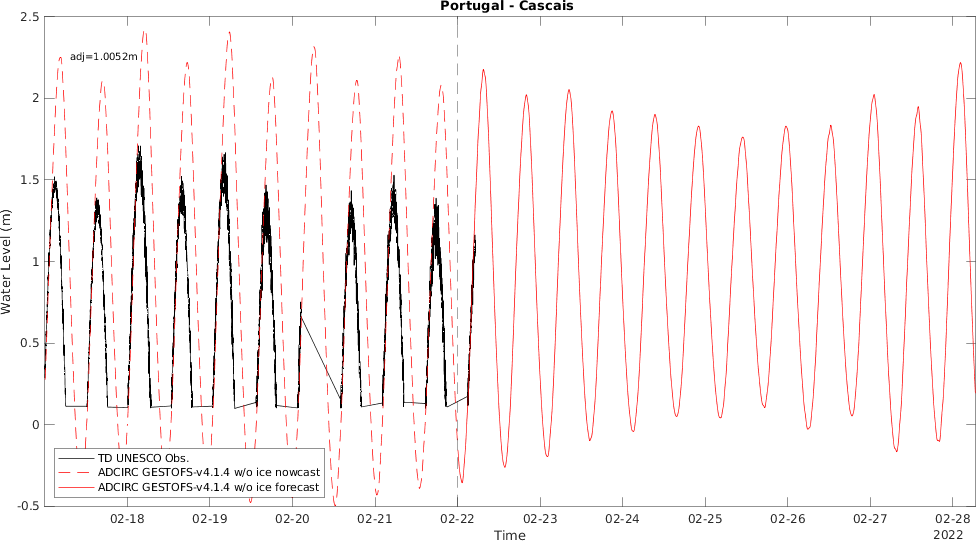 Portugal - Cascais
2.5
adj=1.0052m
2
1.5
1
0.5
0
-0.5
Water Level (m)
TD UNESCO Obs.
ADCIRC GESTOFS-v4.1.4 w/o ice nowcast
ADCIRC GESTOFS-v4.1.4 w/o ice forecast
02-18 02-19 02-20 02-21 02-22 02-23 02-24 02-25 02-26 02-27 02-28
Time 2022